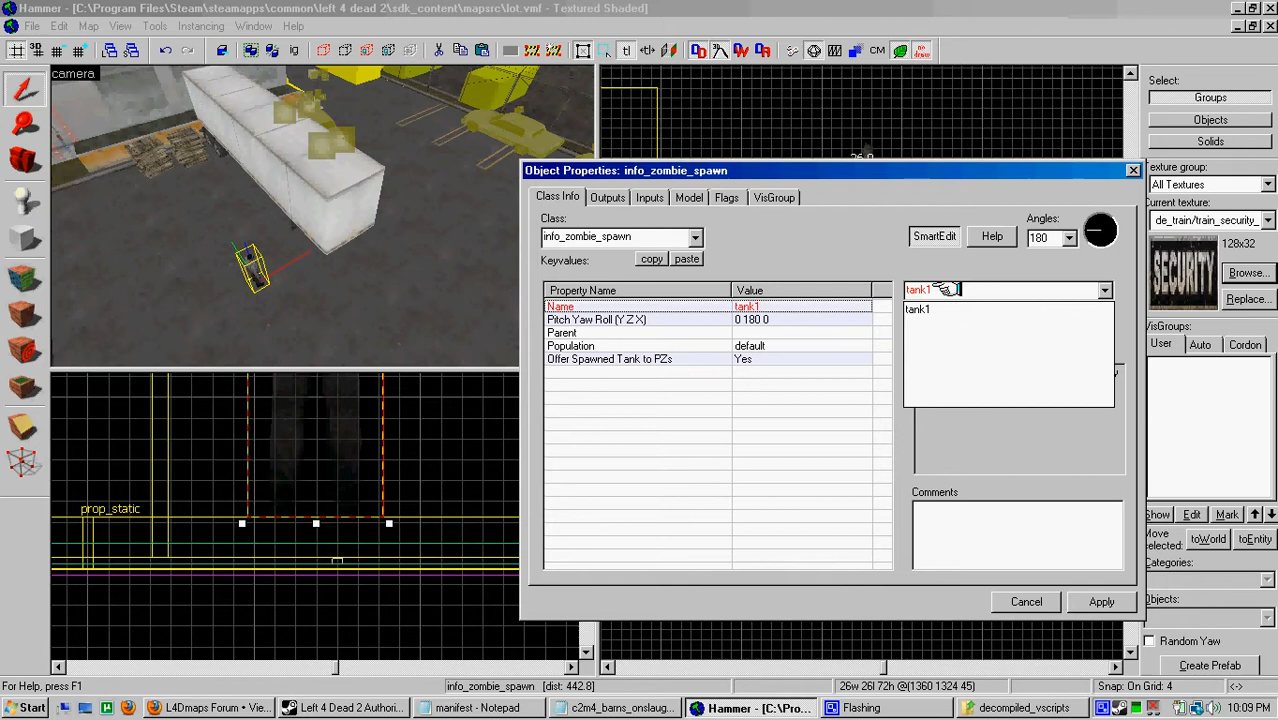 Hammer - [C:\Program Files\Steam\steamapps\common\left 4 dead 2\sdk_content\mapsrc\lot.vmf - Textured Shaded]
File Edit Map View Tools Instancing Window Help
CM
no draw
camera
Select:
Groups
Objects
Solids
Texture group:
All Textures
Current texture:
de_train/train_security_
128x32
SECURITY
Browse...
Replace...
VisGroups
User Auto Cordon
Show Edit Mark
Move selected:
toWorld toEntity
Categories:
Objects:
Random Yaw
Create Prefab
26.0
Object Properties: info_zombie_spawn
Class Info Outputs Inputs Model Flags VisGroup
Class:
info_zombie_spawn
Keyvalues: copy paste
SmartEdit Help
Angles:
180
Property Name Value
Name tank1
Pitch Yaw Roll (Y Z X) 0 180 0
Parent
Population default
Offer Spawned Tank to PZs Yes
tank1
tank1
Comments
Cancel Apply
prop_static
For Help, press F1
info_zombie_spawn [dist: 442.8]
26w 26l 72h @(1360 1324 45)
Snap: On Grid: 4
<->
Start
L4Dmaps Forum • Vie...
Left 4 Dead 2 Authori...
manifest - Notepad
c2m4_barns_onslaug...
Hammer - [C:\Pro...
Flashing
decompiled_vscripts
10:09 PM